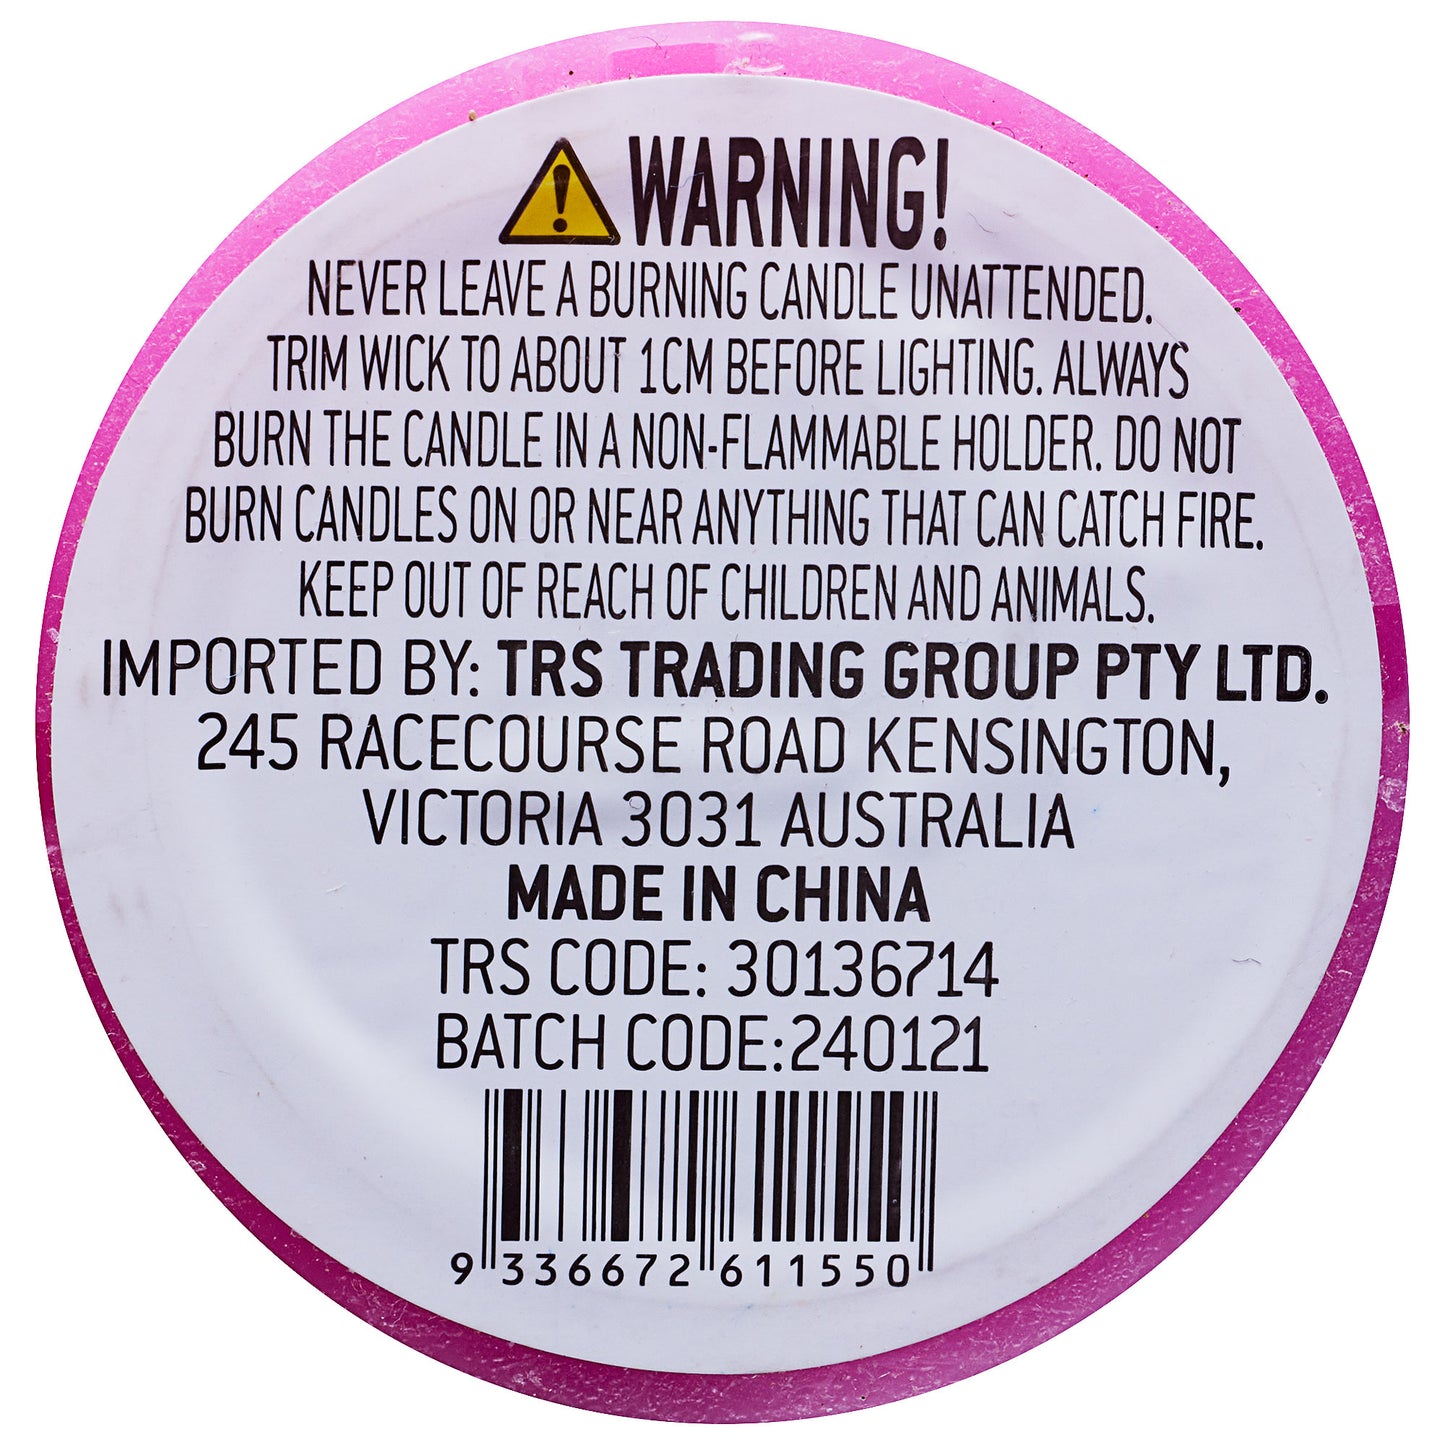 WARNING!
NEVER LEAVE A BURNING CANDLE UNATTENDED.
TRIM WICK TO ABOUT 1CM BEFORE LIGHTING. ALWAYS
BURN THE CANDLE IN A NON-FLAMMABLE HOLDER. DO NOT
BURN CANDLES ON OR NEAR ANYTHING THAT CAN CATCH FIRE.
KEEP OUT OF REACH OF CHILDREN AND ANIMALS.
IMPORTED BY: TRS TRADING GROUP PTY LTD.
245 RACECOURSE ROAD KENSINGTON,
VICTORIA 3031 AUSTRALIA
MADE IN CHINA
TRS CODE: 30136714
BATCH CODE:240121
9 336672 611550